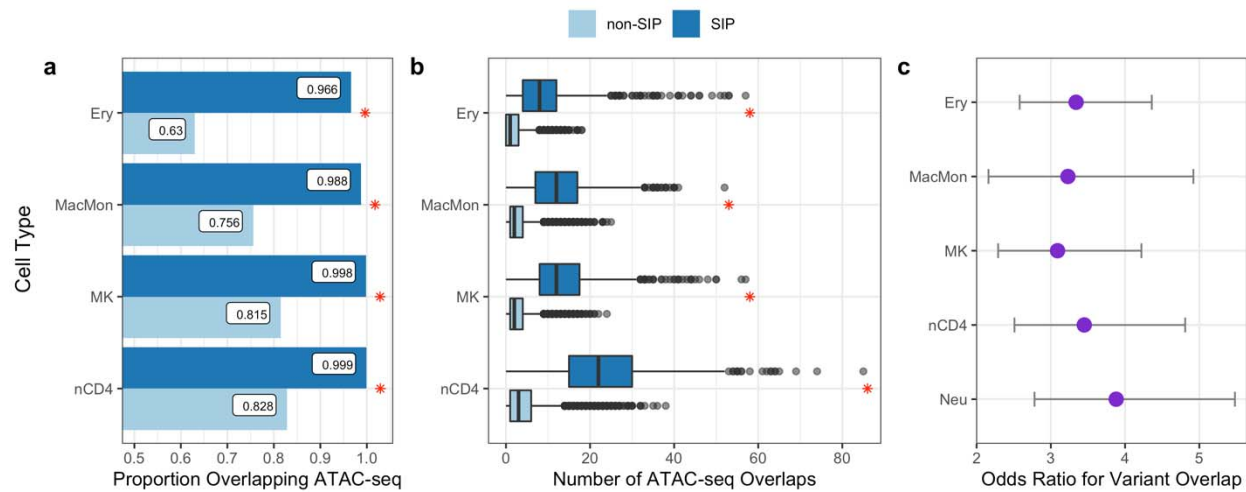 non-SIP SIP
a
Cell Type
Ery
MacMon
MK
nCD4
0.966
0.63
0.988
0.756
0.998
0.815
0.999
0.828
0.5 0.6 0.7 0.8 0.9 1.0
Proportion Overlapping ATAC-seq
b
Ery
MacMon
MK
nCD4
0 20 40 60 80
Number of ATAC-seq Overlaps
c
Ery
MacMon
MK
nCD4
Neu
2 3 4 5
Odds Ratio for Variant Overlap